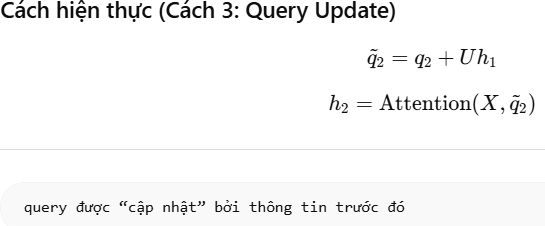 Cách hiện thực (Cách 3: Query Update)
q̃₂ = q₂ + Uh₁
h₂ = Attention(X, q̃₂)
query được “cập nhật” bởi thông tin trước đó